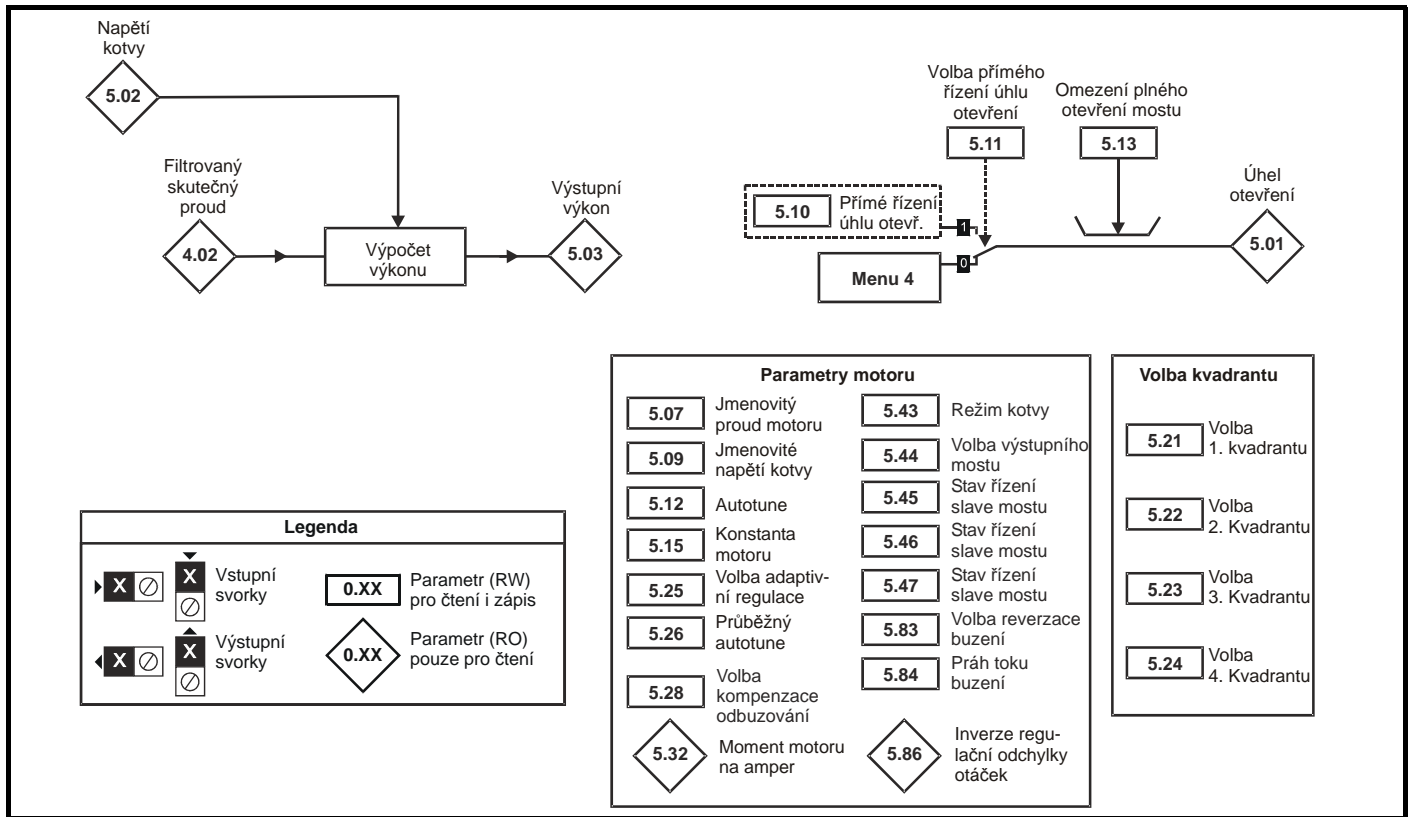 Napětí
kotvy
5.02
Filtrovaný
skutečný
proud
4.02
Výpočet
výkonu
Výstupní
výkon
5.03
Volba přímého
řízení úhlu
otevření
5.11
Omezení plného
otevření mostu
5.13
5.10
Přímé řízení
úhlu otevř.
1
0
Menu 4
Úhel
otevření
5.01
Legenda
X
X
Vstupní
svorky
X
X
Výstupní
svorky
0.XX
Parametr (RW)
pro čtení i zápis
0.XX
Parametr (RO)
pouze pro čtení
Parametry motoru
5.07
Jmenovitý
proud motoru
5.09
Jmenovité
napětí kotvy
5.12
Autotune
5.15
Konstanta
motoru
5.25
Volba adaptiv-
ní regulace
5.26
Průběžný
autotune
5.28
Volba
kompenzace
odbuzování
5.32
Moment motoru
na amper
5.43
Režim kotvy
5.44
Volba výstupního
mostu
5.45
Stav řízení
slave mostu
5.46
Stav řízení
slave mostu
5.47
Stav řízení
slave mostu
5.83
Volba reverzace
buzení
5.84
Práh toku
buzení
5.86
Inverze regu-
lační odchylky
otáček
Volba kvadrantu
5.21
Volba
1. kvadrantu
5.22
Volba
2. Kvadrantu
5.23
Volba
3. Kvadrantu
5.24
Volba
4. Kvadrantu